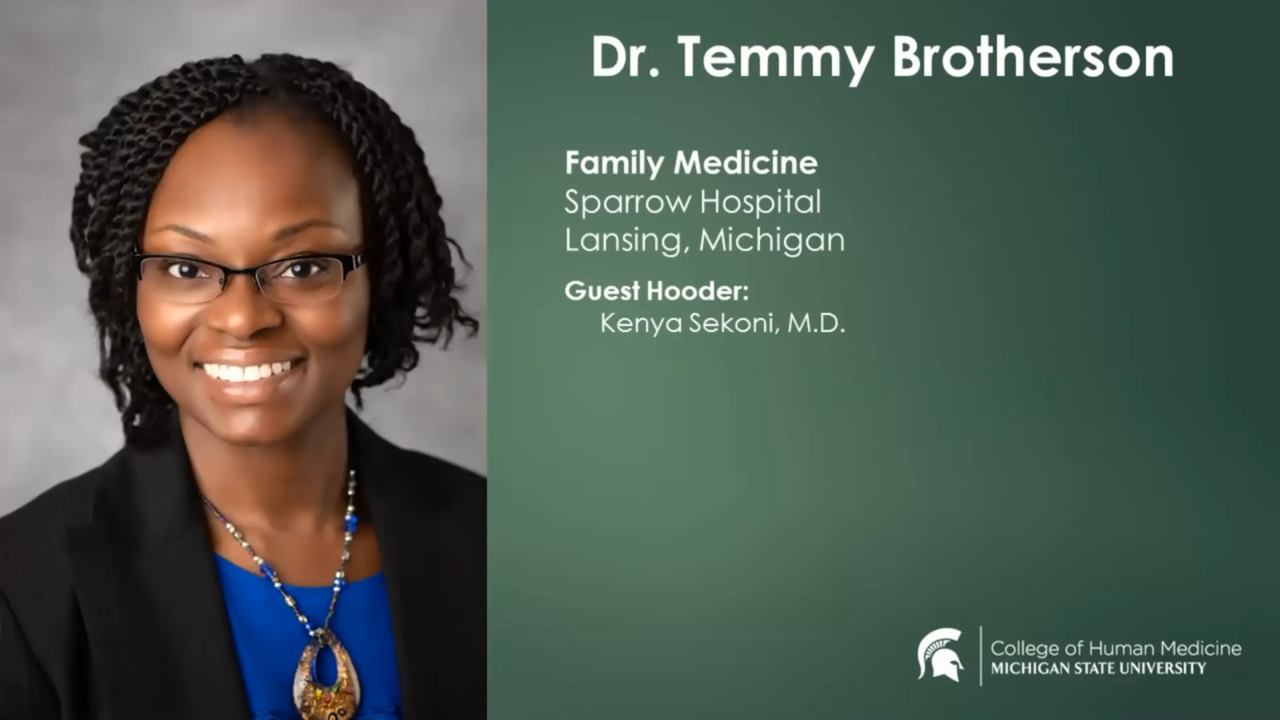 Dr. Temmy Brotherson
Family Medicine
Sparrow Hospital
Lansing, Michigan
Guest Hooder:
Kenya Sekoni, M.D.
College of Human Medicine
MICHIGAN STATE UNIVERSITY